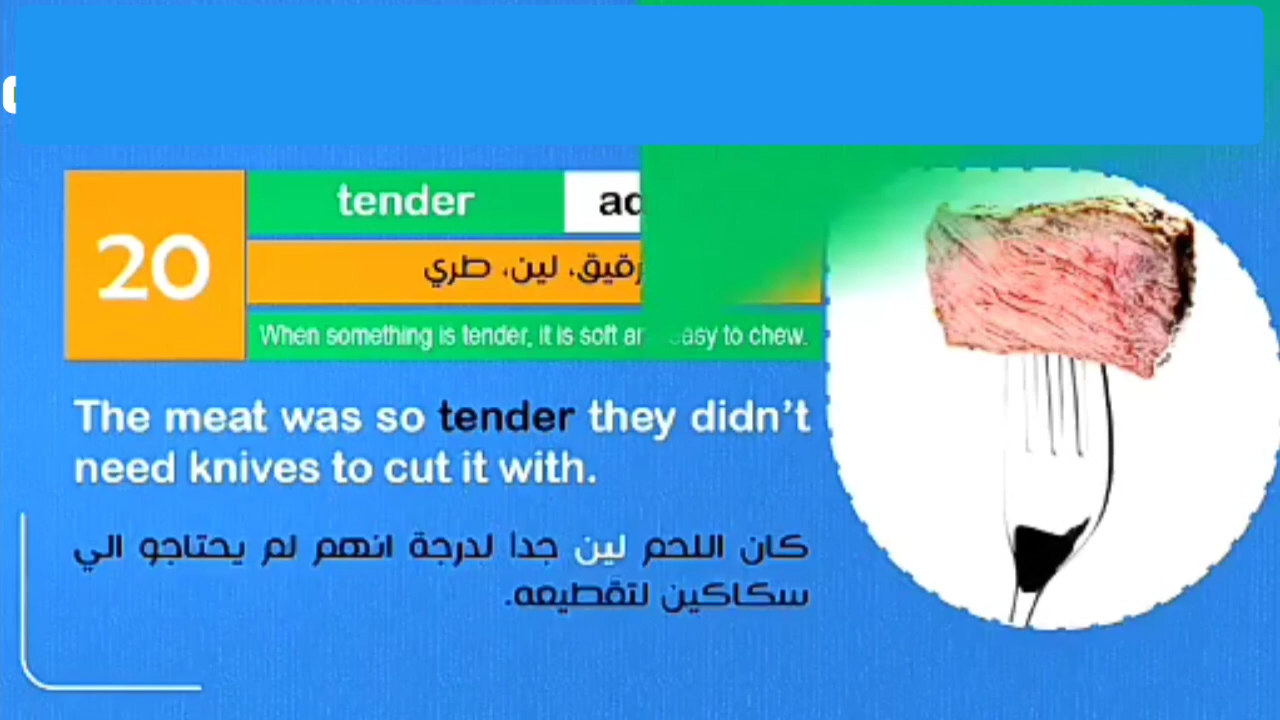 tender
20
رقيق، لين، طري
When something is tender, it is soft easy to chew.
The meat was so tender they didn't
need knives to cut it with.
كان اللحم لين جدا لدرجة انهم لم يحتاجو الي
سكاكين لتقطيعه.